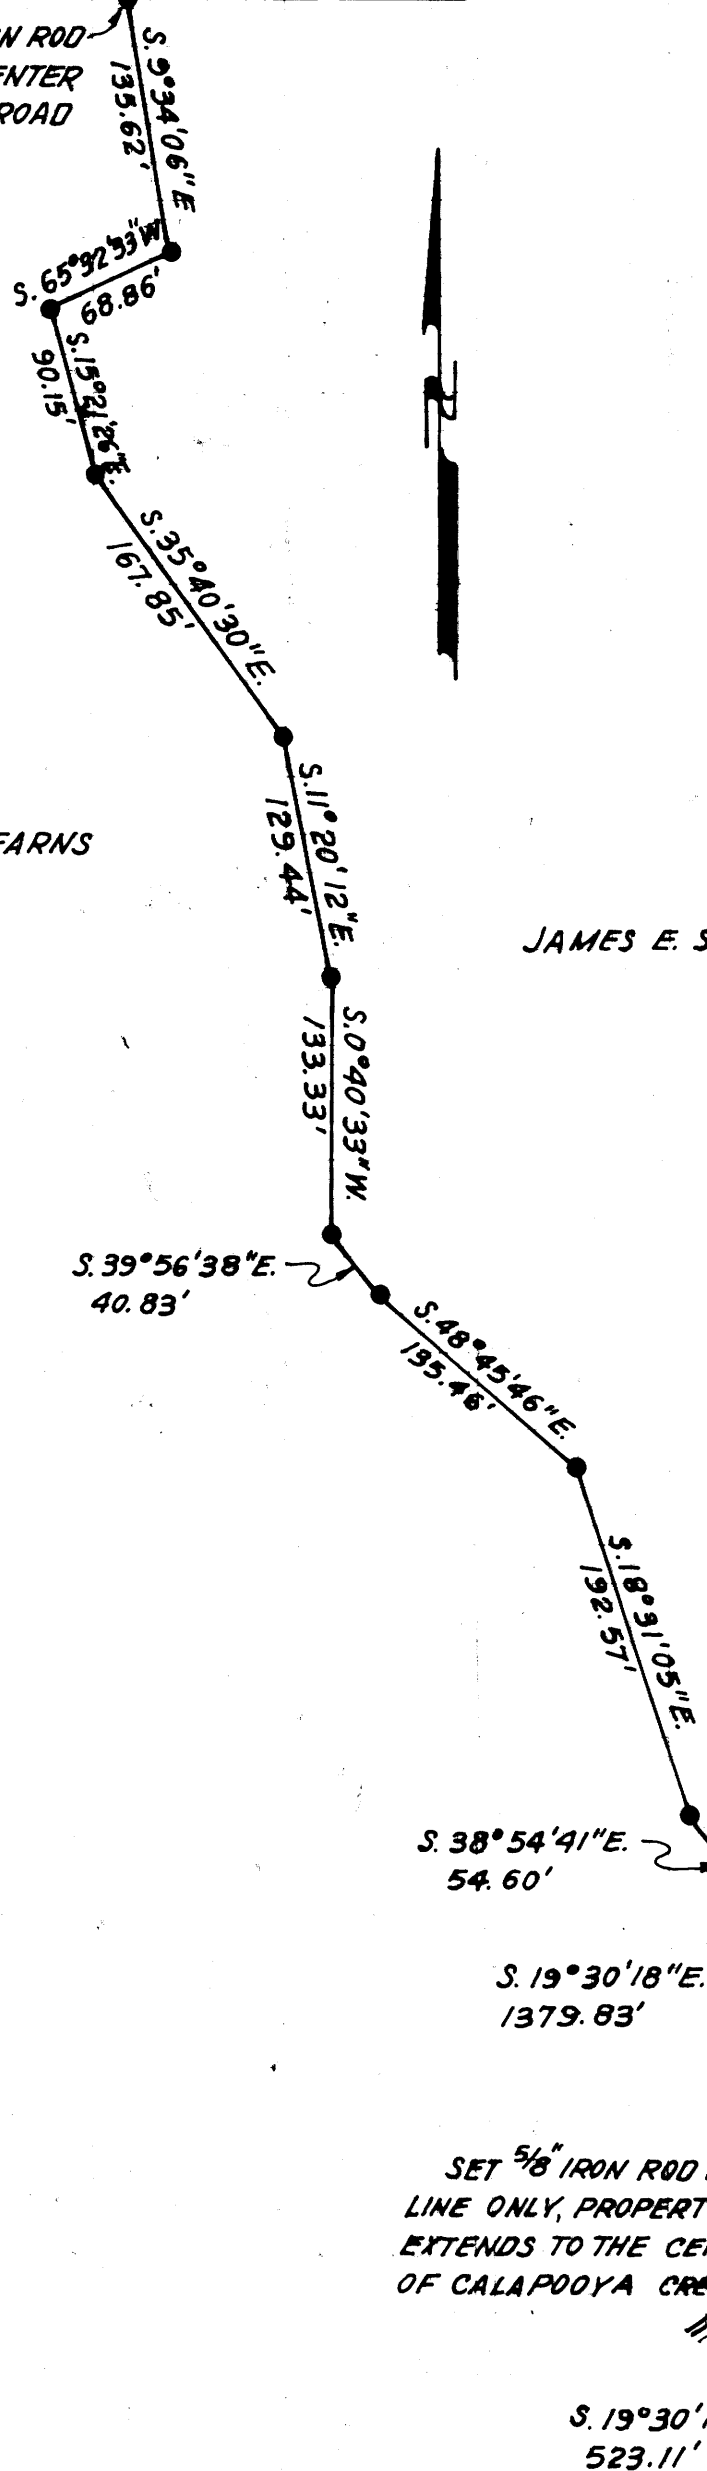 N ROD
ENTER
ROAD
S. 9°34'06" E
135.62'
S. 65°32'33" W
68.86'
S. 15°21'26" E.
90.15'
S. 35°40'30" E.
167.85'
N
S. 11°20'12" E.
129.44'
FARNS
JAMES E. S
S. 0°40'33" W.
133.33'
S. 39°56'38" E.
40.83'
S. 48°45'46" E.
135.46'
S. 18°31'05" E.
192.57'
S. 38°54'41" E.
54.60'
S. 19°30'18" E.
1379.83'
SET 5/8" IRON ROD
LINE ONLY, PROPERT
EXTENDS TO THE CE
OF CALAPOOYA CRE
S. 19°30'
523.11'